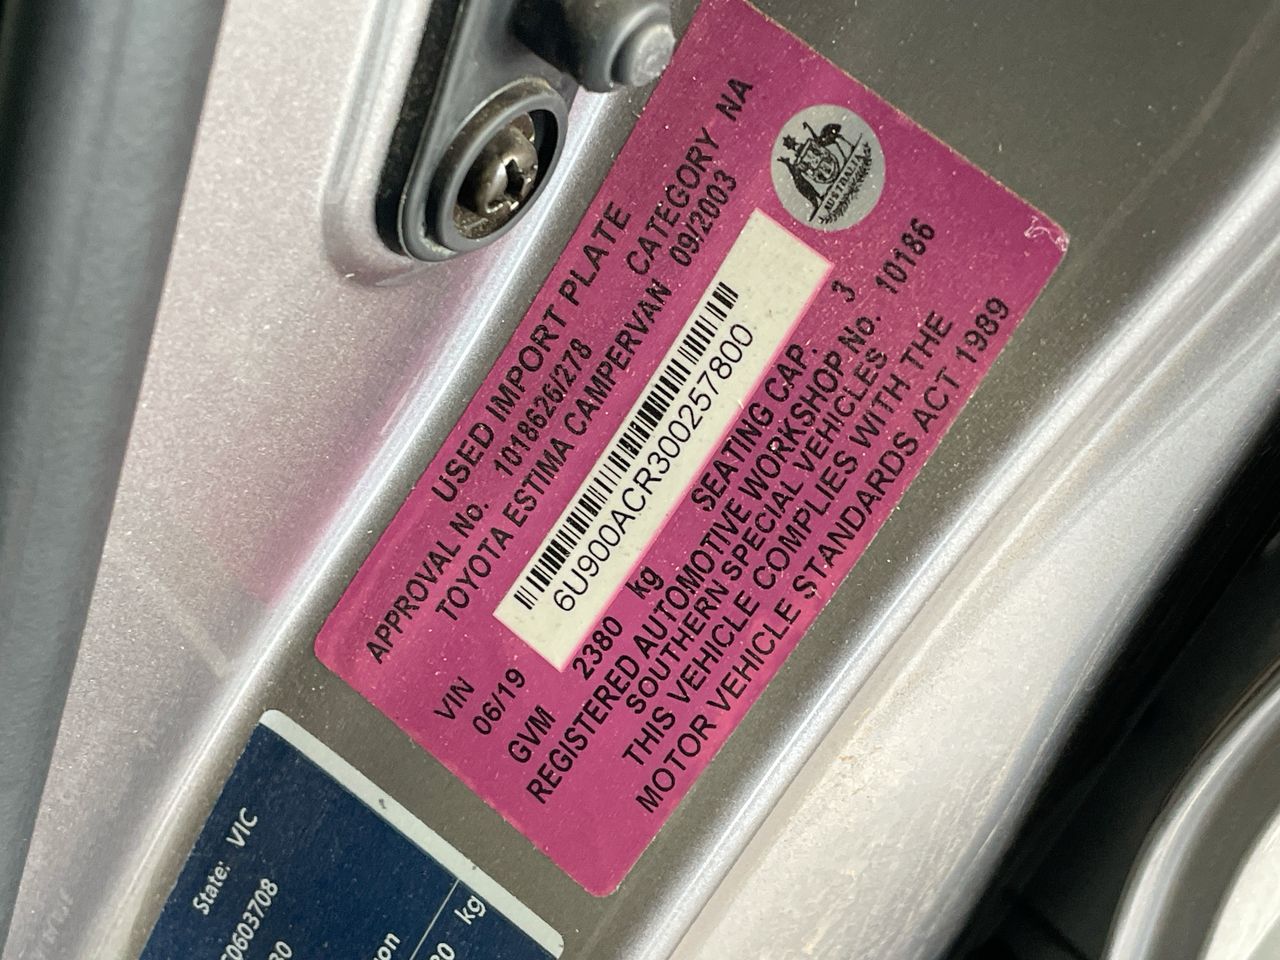 USED IMPORT PLATE
APPROVAL No. 1018626/278 CATEGORY NA
TOYOTA ESTIMA CAMPERVAN 09/2003
AUSTRALIA
VIN 6U900ACR300257800
06/19
GVM 2380 kg SEATING CAP. 3
REGISTERED AUTOMOTIVE WORKSHOP No. 10186
SOUTHERN SPECIAL VEHICLES
THIS VEHICLE COMPLIES WITH THE
MOTOR VEHICLE STANDARDS ACT 1989
State: VIC
0603708
kg